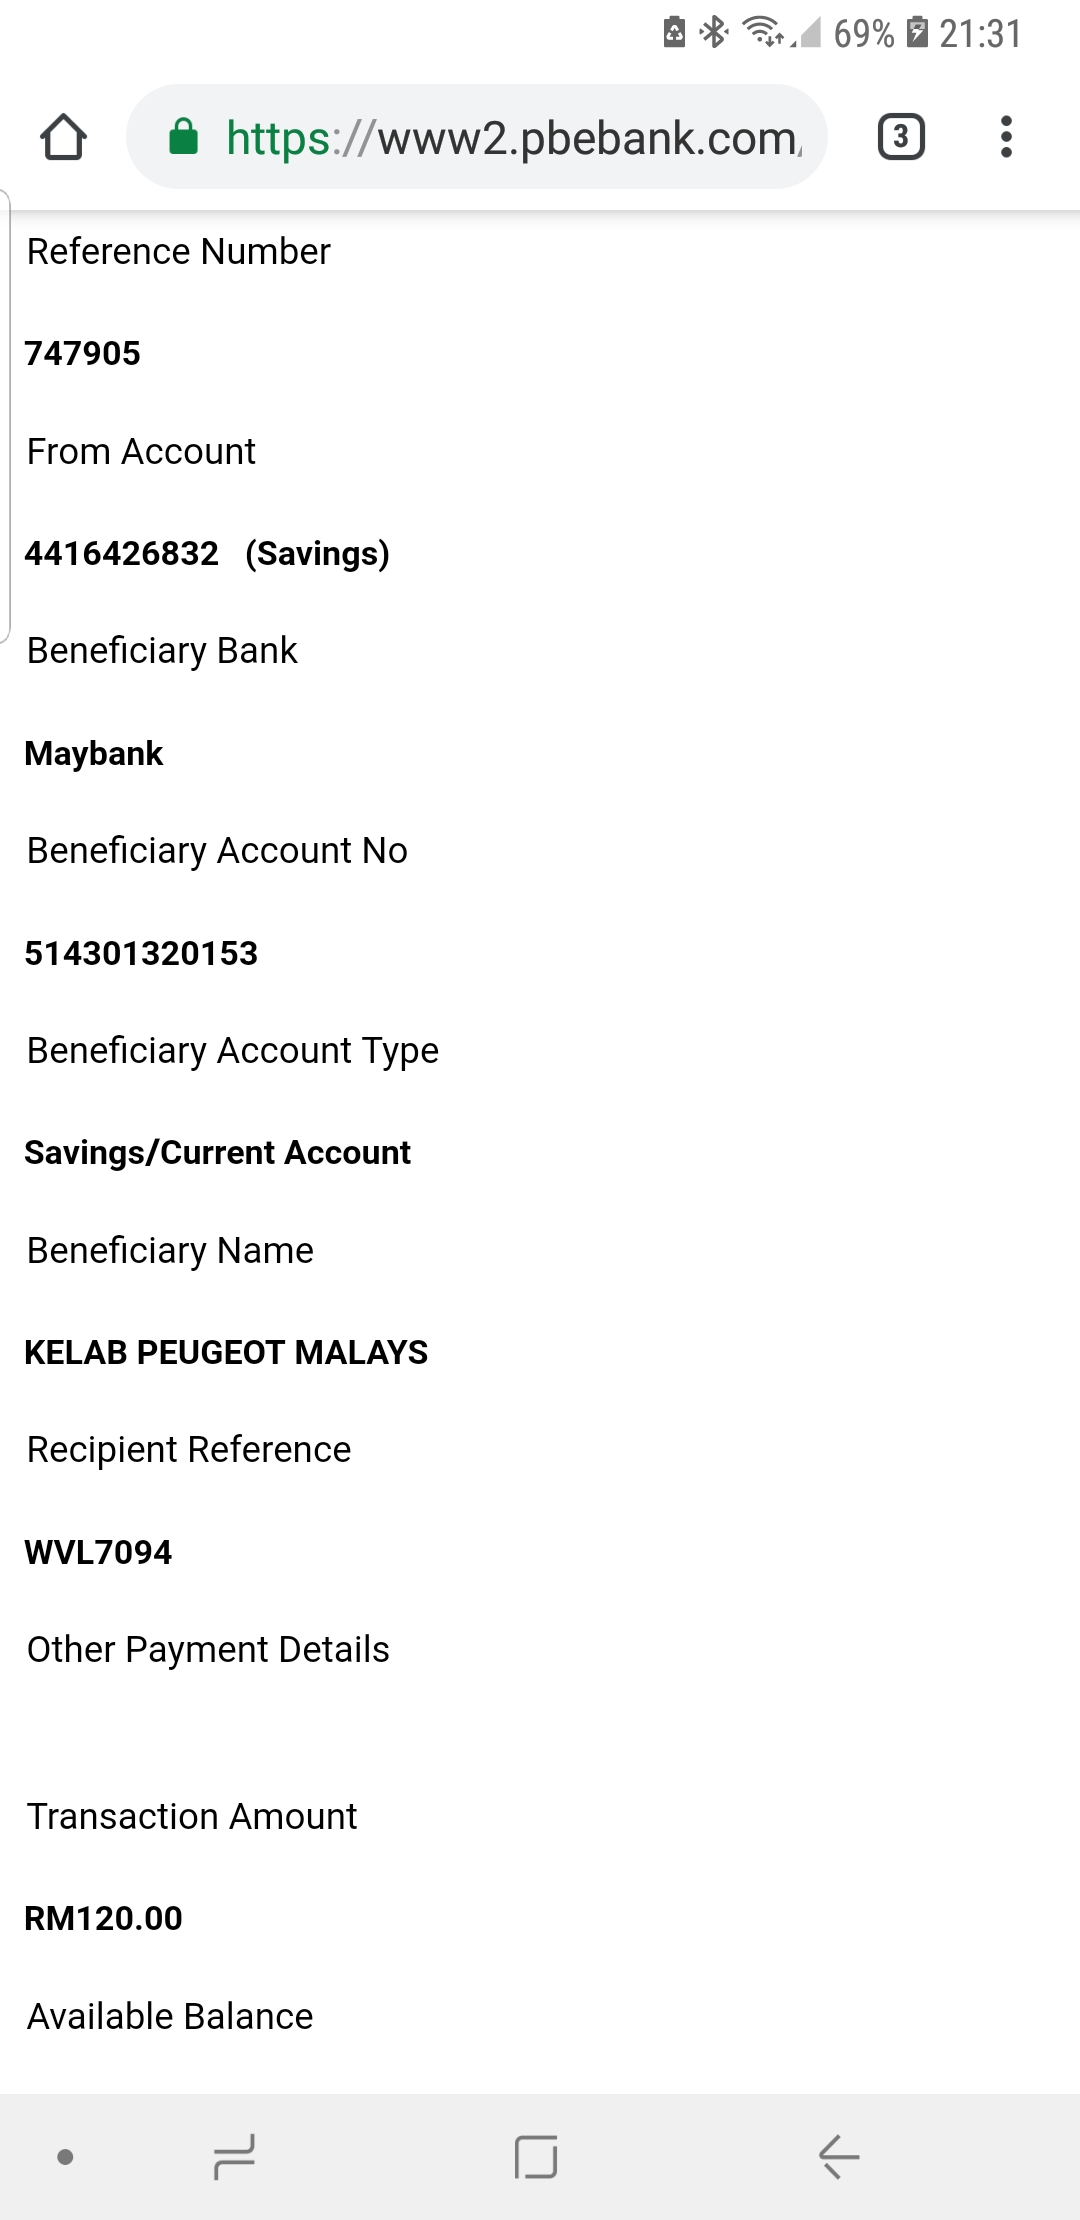 69% 21:31
https://www2.pbebank.com
3
Reference Number
747905
From Account
4416426832 (Savings)
Beneficiary Bank
Maybank
Beneficiary Account No
514301320153
Beneficiary Account Type
Savings/Current Account
Beneficiary Name
KELAB PEUGEOT MALAYS
Recipient Reference
WVL7094
Other Payment Details
Transaction Amount
RM120.00
Available Balance